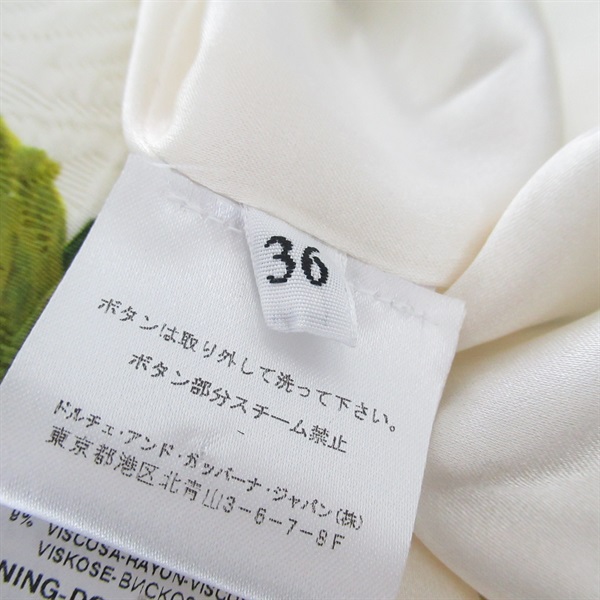 36
ボタンは取り外して洗って下さい。
ボタン部分スチーム禁止
ドルチェ・アンド・ガッバーナ・ジャパン(株)
東京都港区北青山3-6-7-8F
8% VISCOSA-RAYON-VISCO
VISKOSE-ВИСКОЗ
NING-DO